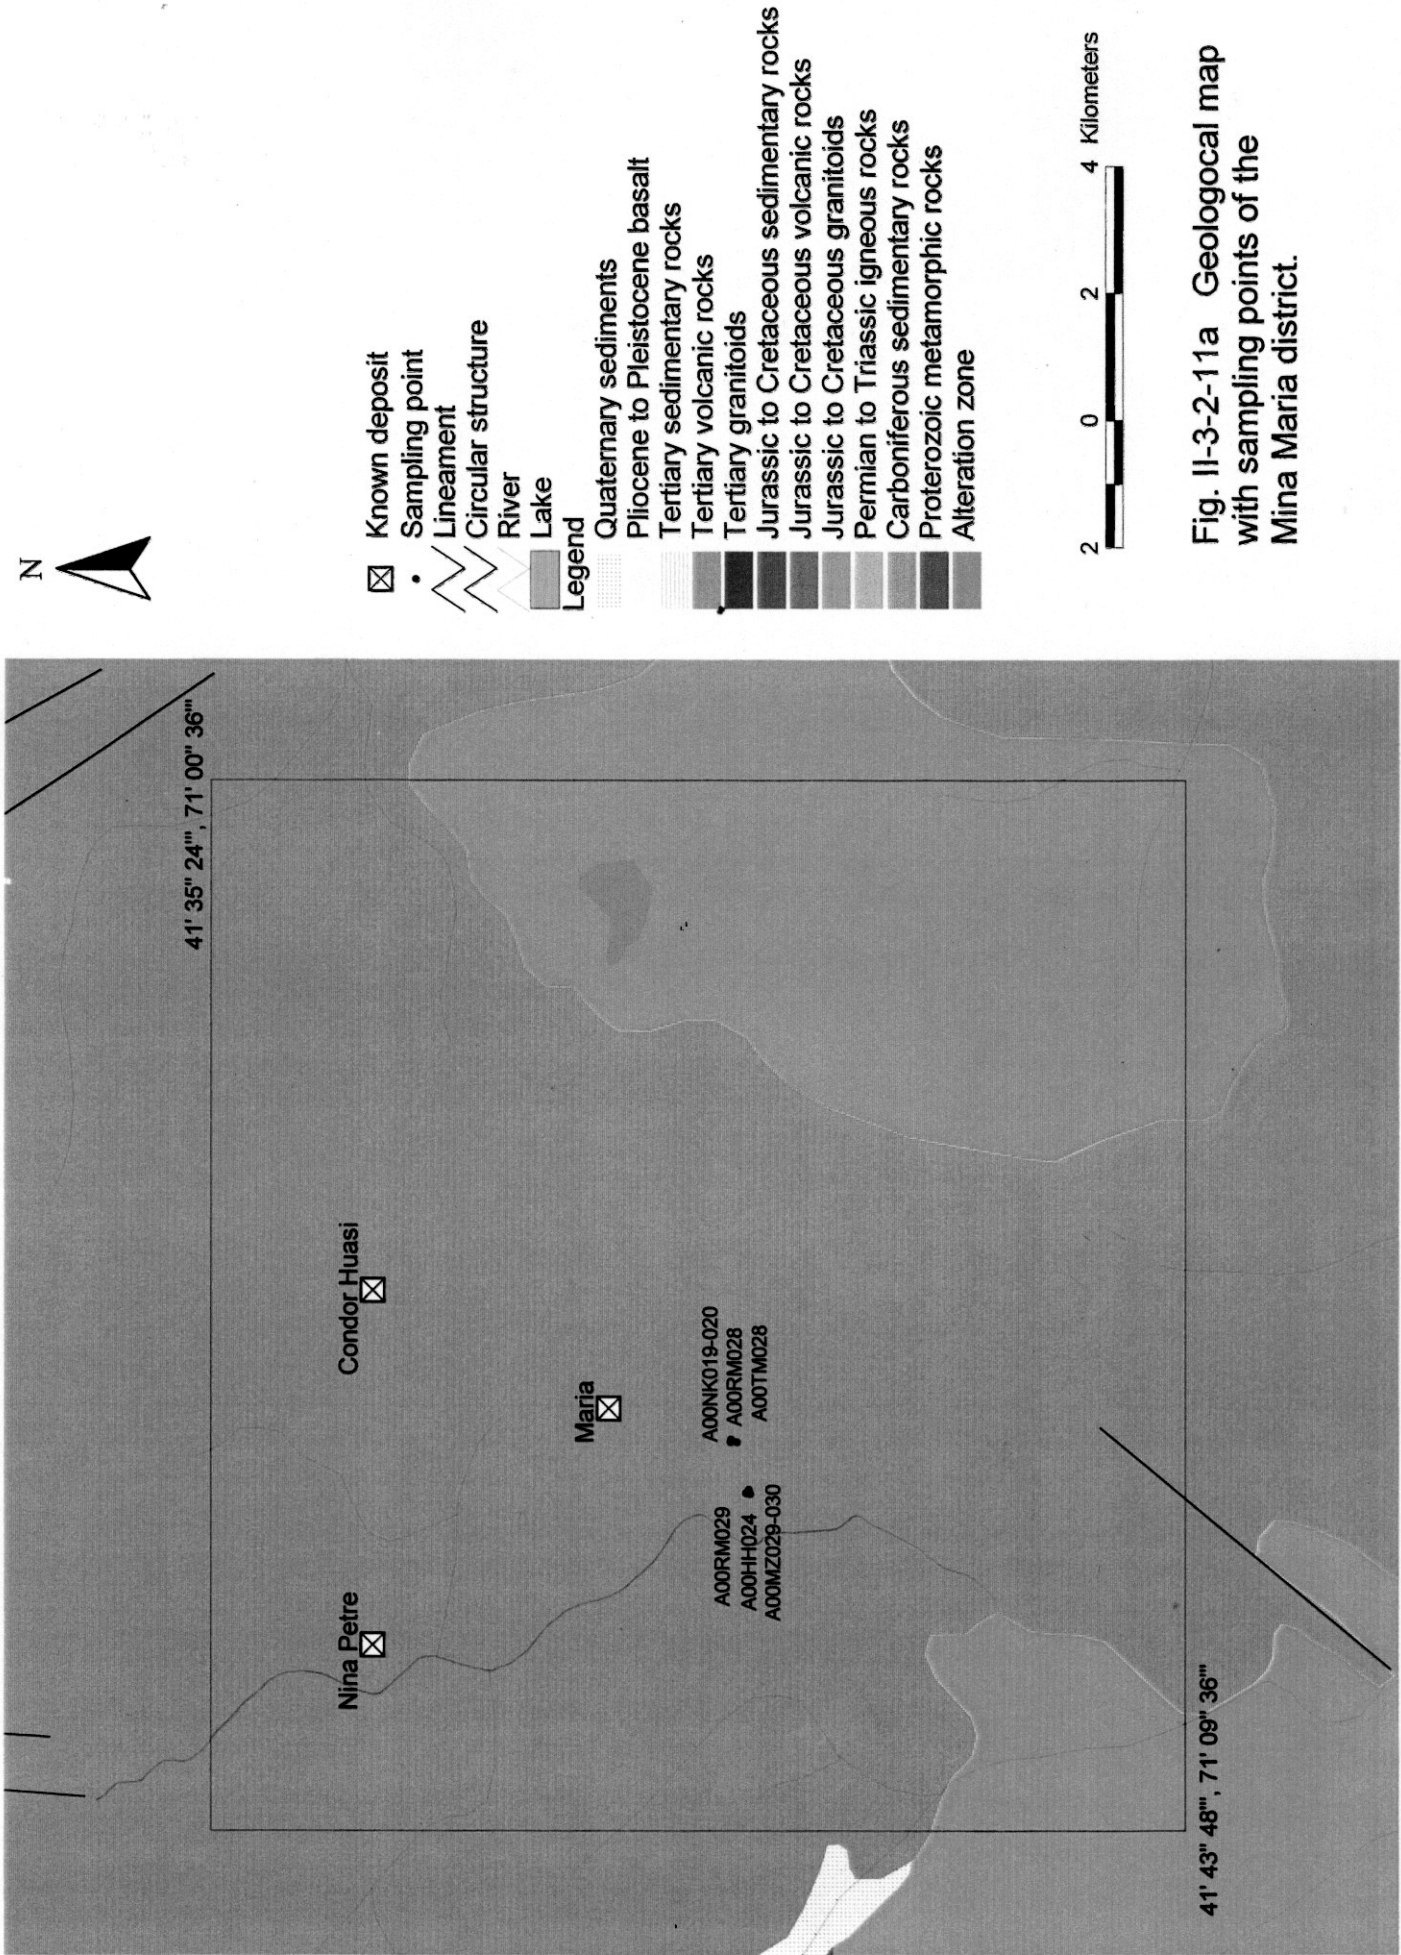 N
Known deposit
Sampling point
Lineament
Circular structure
River
Lake
Legend
Quaternary sediments
Pliocene to Pleistocene basalt
Tertiary sedimentary rocks
Tertiary volcanic rocks
Tertiary granitoids
Jurassic to Cretaceous sedimentary rocks
Jurassic to Cretaceous volcanic rocks
Jurassic to Cretaceous granitoids
Permian to Triassic igneous rocks
Carboniferous sedimentary rocks
Proterozoic metamorphic rocks
Alteration zone
2 0 2 4 Kilometers
Fig. II-3-2-11a Geologocal map
with sampling points of the
Mina Maria district.
41' 35" 24"', 71' 00" 36"'
Nina Petre
Condor Huasi
Maria
A00NK019-020
A00RM028
A00TM028
A00RM029
A00HH024
A00MZ029-030
41' 43" 48"', 71' 09" 36"'